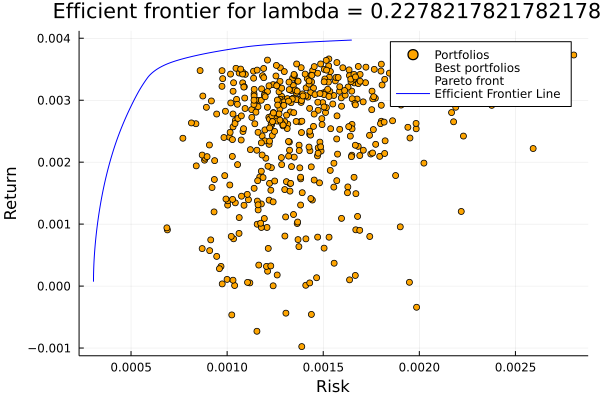 Efficient frontier for lambda = 0.2278217821782178
0.004
0.003
0.002
0.001
0.000
−0.001
Return
Portfolios
Best portfolios
Pareto front
Efficient Frontier Line
0.0005
0.0010
0.0015
0.0020
0.0025
Risk